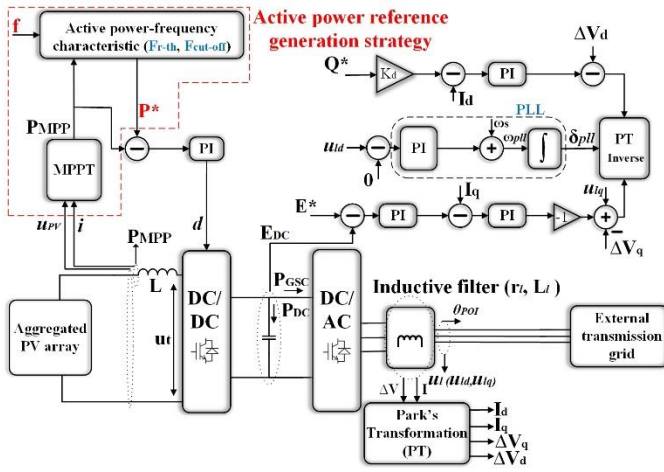 f
Active power-frequency
characteristic (Fr-th, Fcut-off)
Active power reference
generation strategy
P*
PMPP
MPPT
PI
uPV
i
PMPP
d
Q*
Kd
Id
PI
ΔVd
PLL
uld
0
PI
ωs
ωpll
∫
δpll
PT
Inverse
E*
PI
Iq
PI
-1
ulq
ΔVq
EDC
Aggregated
PV array
L
ut
DC/
DC
PGSC
PDC
DC/
AC
Inductive filter (rl, Ll)
θPOI
External
transmission
grid
ul (uld,ulq)
ΔV
I
Park's
Transformation
(PT)
Id
Iq
ΔVq
ΔVd